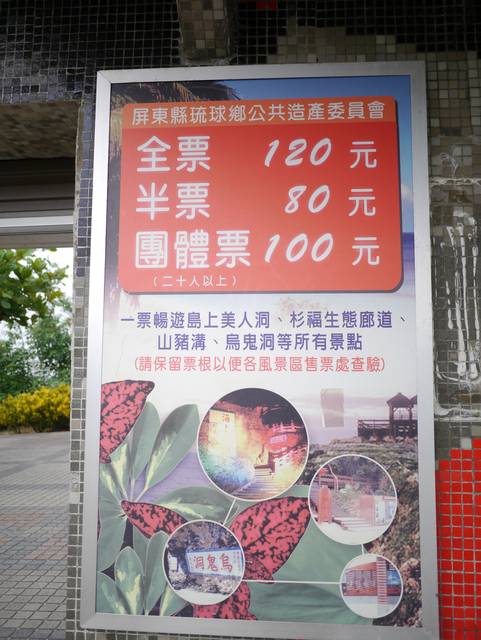 屏東縣琉球鄉公共造產委員會
全票 120 元
半票 80 元
團體票 100 元
(二十人以上)
一票暢遊島上美人洞、杉福生態廊道、
山豬溝、烏鬼洞等所有景點
(請保留票根以便各風景區售票處查驗)
洞鬼烏